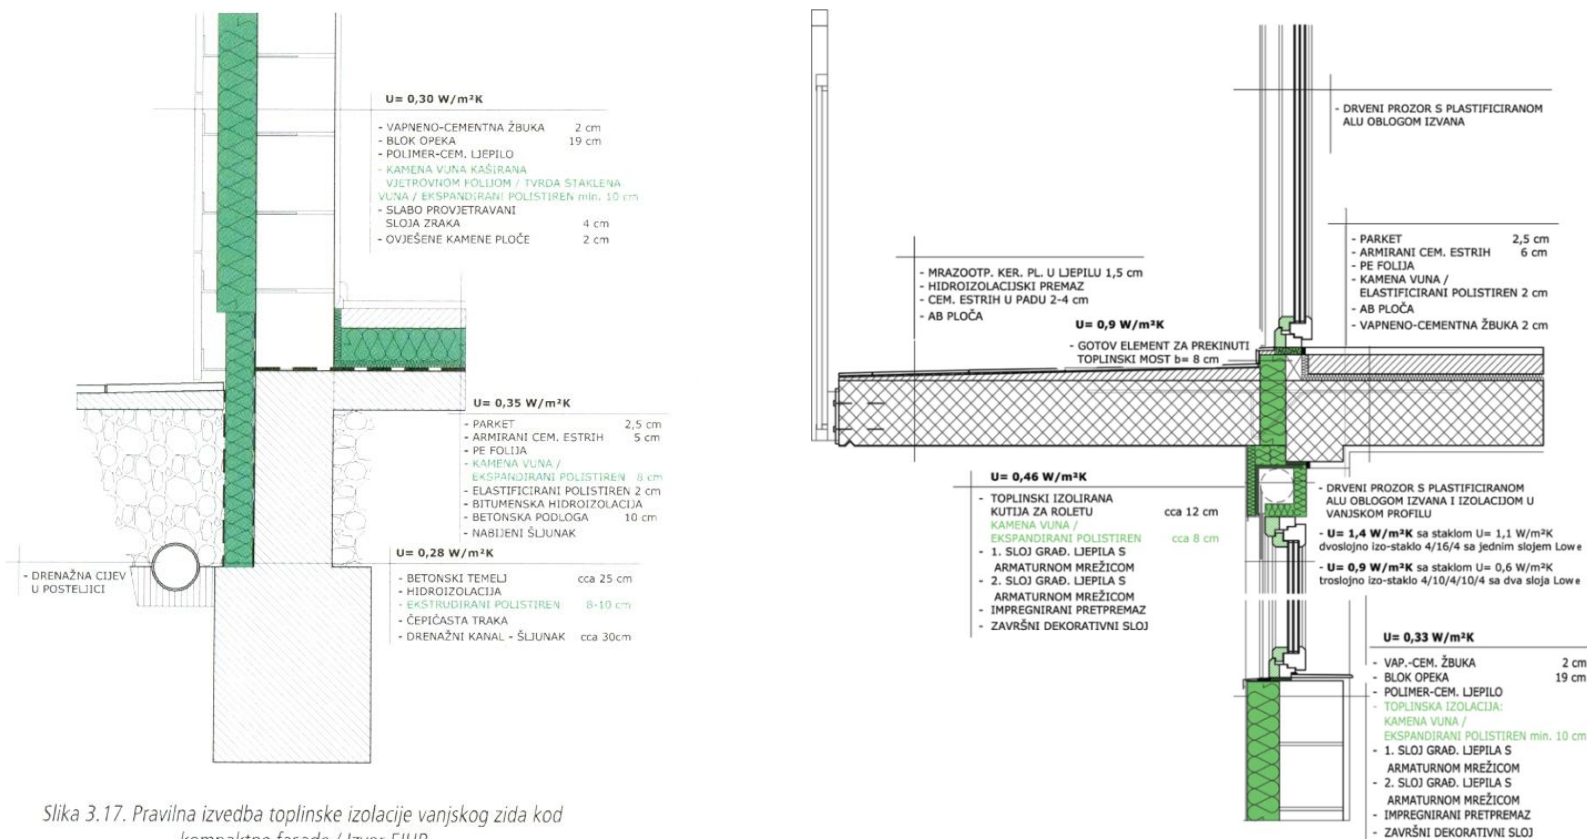 U= 0,30 W/m²K
- VAPNENO-CEMENTNA ŽBUKA 2 cm
- BLOK OPEKA 19 cm
- POLIMER-CEM. LJEPILO
- KAMENA VUNA KAŠIRANA
VJETROVNOM FOLIJOM / TVRDA STAKLENA
VUNA / EKSPANDIRANI POLISTIREN min. 10 cm
- SLABO PROVJETRAVANI
SLOJA ZRAKA 4 cm
- OVJEŠENE KAMENE PLOČE 2 cm
U= 0,35 W/m²K
- PARKET 2,5 cm
- ARMIRANI CEM. ESTRIH 5 cm
- PE FOLIJA
- KAMENA VUNA /
EKSPANDIRANI POLISTIREN 8 cm
- ELASTIFICIRANI POLISTIREN 2 cm
- BITUMENSKA HIDROIZOLACIJA
- BETONSKA PODLOGA 10 cm
- NABIJENI ŠLJUNAK
U= 0,28 W/m²K
- BETONSKI TEMELJ cca 25 cm
- HIDROIZOLACIJA
- EKSTRUDIRANI POLISTIREN 8-10 cm
- ČEPIČASTA TRAKA
- DRENAŽNI KANAL - ŠLJUNAK cca 30cm
- DRENAŽNA CIJEV
U POSTELJICI
Slika 3.17. Pravilna izvedba toplinske izolacije vanjskog zida kod
kompaktne fasade / Izvor EIHP
- DRVENI PROZOR S PLASTIFICIRANOM
ALU OBLOGOM IZVANA
- PARKET 2,5 cm
- ARMIRANI CEM. ESTRIH 6 cm
- PE FOLIJA
- KAMENA VUNA /
ELASTIFICIRANI POLISTIREN 2 cm
- AB PLOČA
- VAPNENO-CEMENTNA ŽBUKA 2 cm
- MRAZOOTP. KER. PL. U LJEPILU 1,5 cm
- HIDROIZOLACIJSKI PREMAZ
- CEM. ESTRIH U PADU 2-4 cm
- AB PLOČA
U= 0,9 W/m²K
- GOTOV ELEMENT ZA PREKINUTI
TOPLINSKI MOST b= 8 cm
U= 0,46 W/m²K
- TOPLINSKI IZOLIRANA
KUTIJA ZA ROLETU cca 12 cm
KAMENA VUNA /
EKSPANDIRANI POLISTIREN cca 8 cm
- 1. SLOJ GRAĐ. LJEPILA S
ARMATURNOM MREŽICOM
- 2. SLOJ GRAĐ. LJEPILA S
ARMATURNOM MREŽICOM
- IMPREGNIRANI PRETPREMAZ
- ZAVRŠNI DEKORATIVNI SLOJ
- DRVENI PROZOR S PLASTIFICIRANOM
ALU OBLOGOM IZVANA I IZOLACIJOM U
VANJSKOM PROFILU
- U= 1,4 W/m²K sa staklom U= 1,1 W/m²K
dvoslojno izo-staklo 4/16/4 sa jednim slojem Low e
- U= 0,9 W/m²K sa staklom U= 0,6 W/m²K
troslojno izo-staklo 4/10/4/10/4 sa dva sloja Low e
U= 0,33 W/m²K
- VAP.-CEM. ŽBUKA 2 cm
- BLOK OPEKA 19 cm
- POLIMER-CEM. LJEPILO
- TOPLINSKA IZOLACIJA:
KAMENA VUNA /
EKSPANDIRANI POLISTIREN min. 10 cm
- 1. SLOJ GRAĐ. LJEPILA S
ARMATURNOM MREŽICOM
- 2. SLOJ GRAĐ. LJEPILA S
ARMATURNOM MREŽICOM
- IMPREGNIRANI PRETPREMAZ
- ZAVRŠNI DEKORATIVNI SLOJ